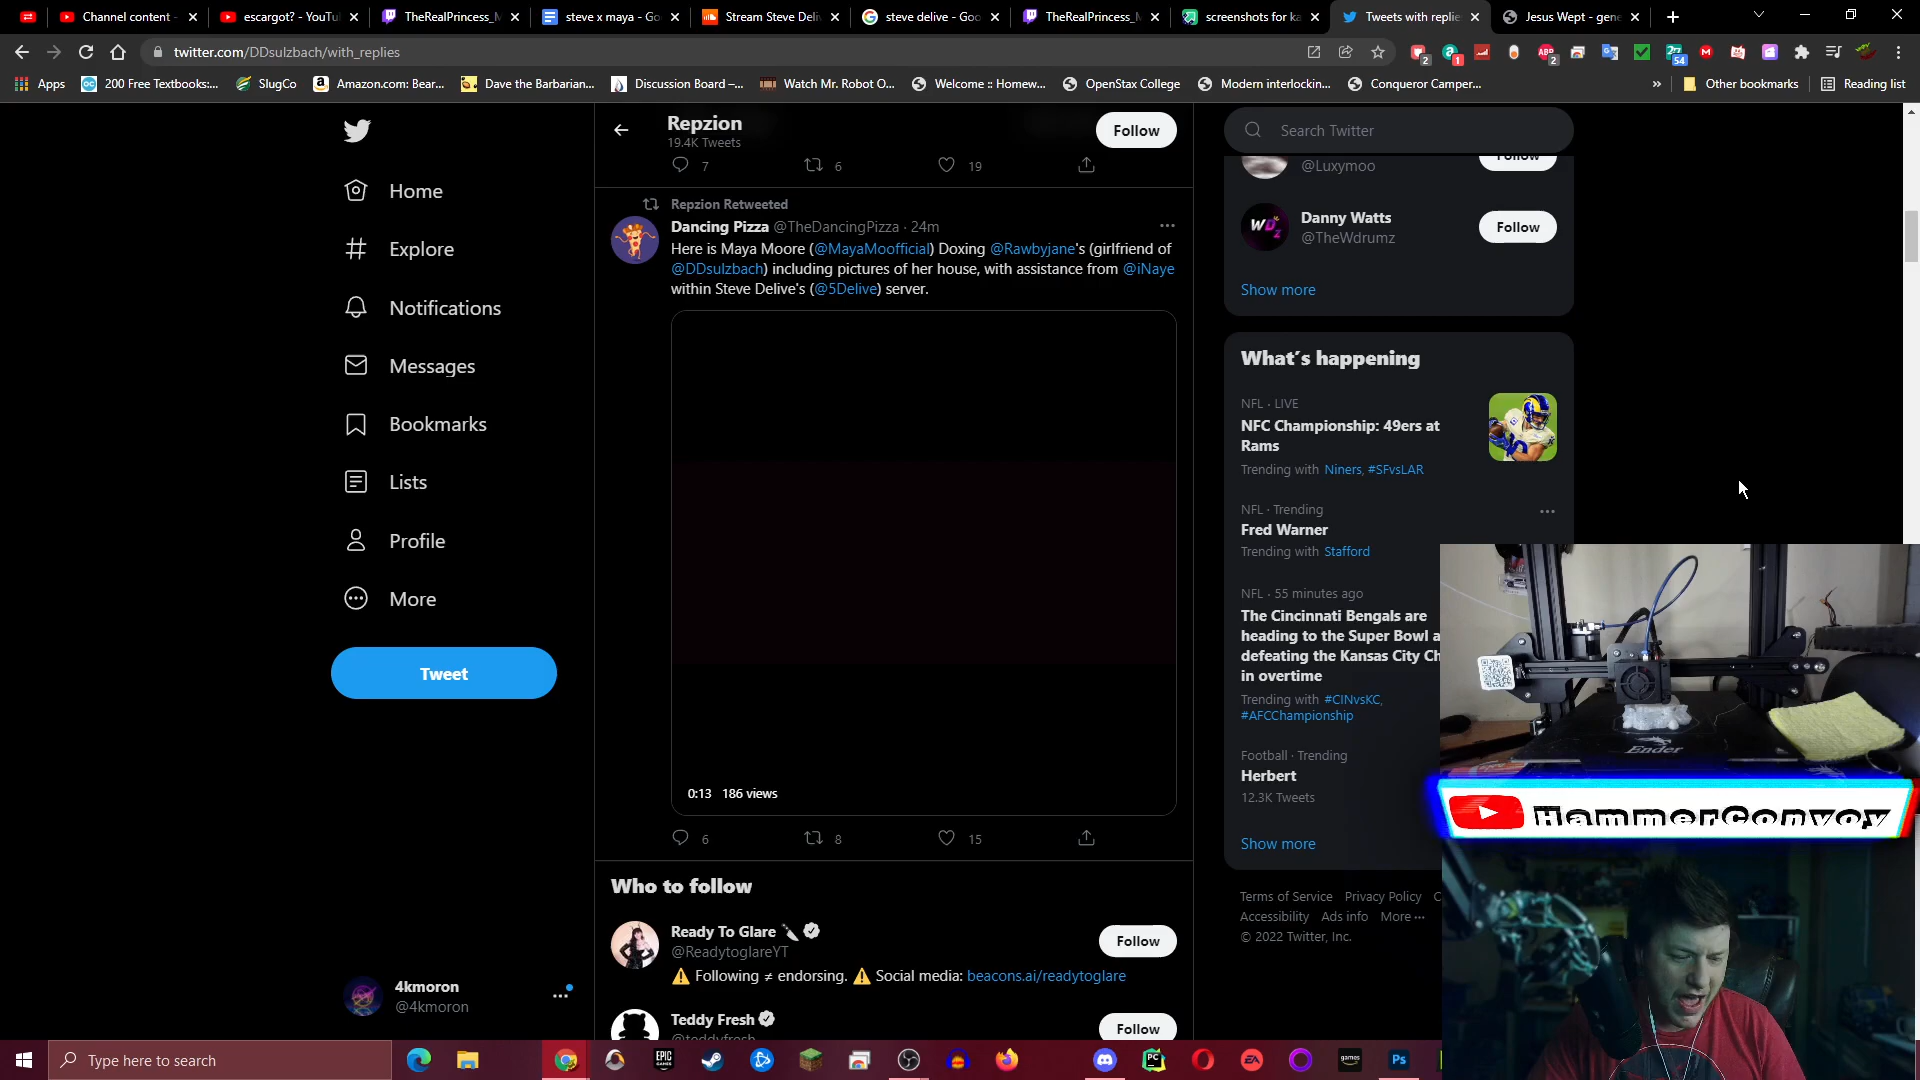 Channel content -
escargot? - YouTu
TheRealPrincess_M
steve x maya - Go
Stream Steve Deliv
steve delive - Goo
TheRealPrincess_M
screenshots for ka
Tweets with replie
Jesus Wept - gene
twitter.com/DDsulzbach/with_replies
Apps
200 Free Textbooks:...
SlugCo
Amazon.com: Bear...
Dave the Barbarian...
Discussion Board –...
Watch Mr. Robot O...
Welcome :: Homew...
OpenStax College
Modern interlockin...
Conqueror Camper...
»
Other bookmarks
Reading list
Home
Explore
Notifications
Messages
Bookmarks
Lists
Profile
More
Tweet
4kmoron
@4kmoron
Repzion
19.4K Tweets
Follow
7
6
19
Repzion Retweeted
Dancing Pizza @TheDancingPizza · 24m
Here is Maya Moore (@MayaMoofficial) Doxing @Rawbyjane's (girlfriend of
@DDsulzbach) including pictures of her house, with assistance from @iNaye
within Steve Delive's (@5Delive) server.
0:13 186 views
6
8
15
Who to follow
Ready To Glare
@ReadytoglareYT
Follow
⚠️ Following ≠ endorsing. ⚠️ Social media: beacons.ai/readytoglare
Teddy Fresh
@teddyfresh
Follow
Search Twitter
@Luxymoo
Follow
Danny Watts
@TheWdrumz
Follow
Show more
What's happening
NFL · LIVE
NFC Championship: 49ers at
Rams
Trending with Niners, #SFvsLAR
NFL · Trending
Fred Warner
Trending with Stafford
NFL · 55 minutes ago
The Cincinnati Bengals are
heading to the Super Bowl a
defeating the Kansas City Ch
in overtime
Trending with #CINvsKC,
#AFCChampionship
Football · Trending
Herbert
12.3K Tweets
Show more
Terms of Service Privacy Policy C
Accessibility Ads info More ···
© 2022 Twitter, Inc.
Ender
HammerConvoy
Type here to search